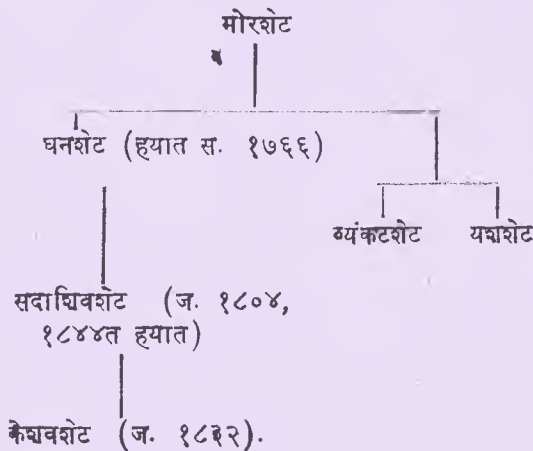 मोरशेट
घनशेट (हयात स. १७६६)
व्यंकटशेट यशशेट
सदाशिवशेट (ज. १८०४,
१८४४त हयात)
केशवशेट (ज. १८३२).